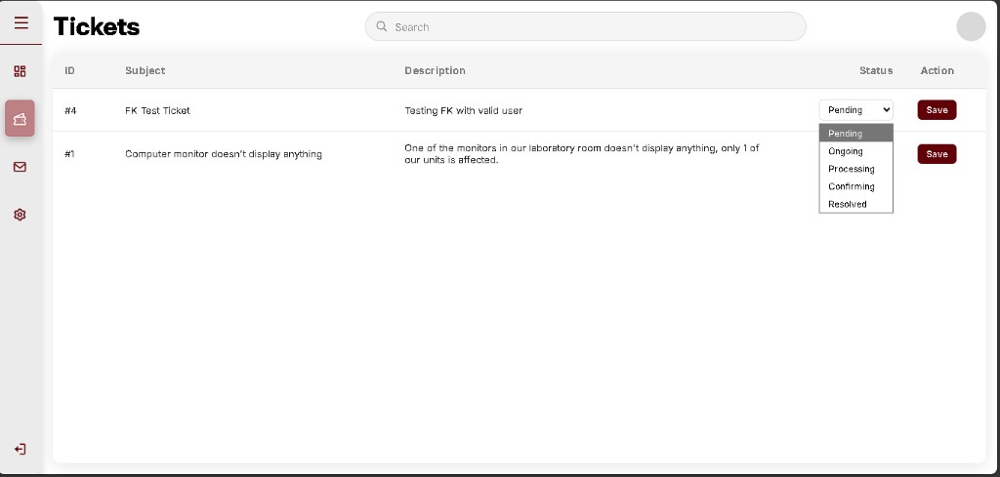 Tickets
Search
ID Subject Description Status Action
#4 FK Test Ticket Testing FK with valid user Pending Save
Pending
Ongoing
Processing
Confirming
Resolved
#1 Computer monitor doesn't display anything One of the monitors in our laboratory room doesn't display anything, only 1 of
our units is affected. Save